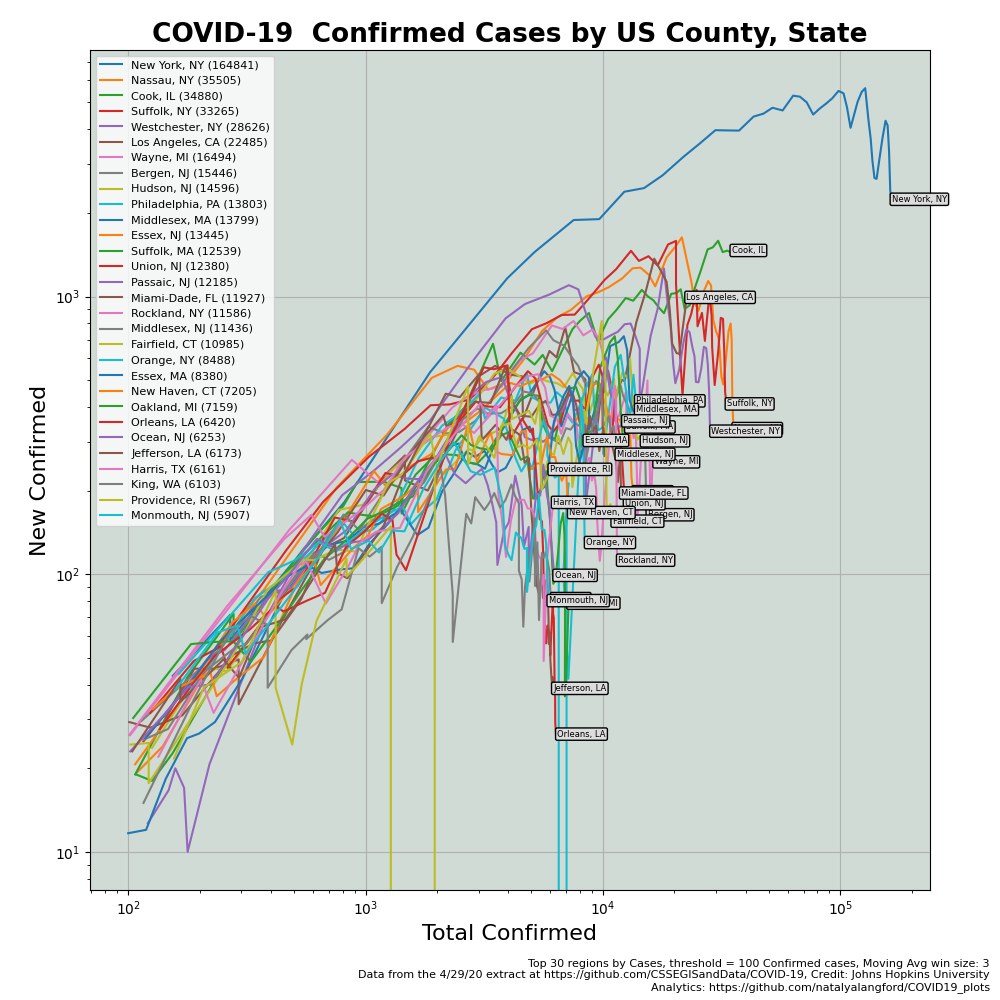 COVID-19  Confirmed Cases by US County, State
New York, NY (164841)
Nassau, NY (35505)
Cook, IL (34880)
Suffolk, NY (33265)
Westchester, NY (28626)
Los Angeles, CA (22485)
Wayne, MI (16494)
Bergen, NJ (15446)
Hudson, NJ (14596)
Philadelphia, PA (13803)
Middlesex, MA (13799)
Essex, NJ (13445)
Suffolk, MA (12539)
Union, NJ (12380)
Passaic, NJ (12185)
Miami-Dade, FL (11927)
Rockland, NY (11586)
Middlesex, NJ (11436)
Fairfield, CT (10985)
Orange, NY (8488)
Essex, MA (8380)
New Haven, CT (7205)
Oakland, MI (7159)
Orleans, LA (6420)
Ocean, NJ (6253)
Jefferson, LA (6173)
Harris, TX (6161)
King, WA (6103)
Providence, RI (5967)
Monmouth, NJ (5907)
New York, NY
Cook, IL
Los Angeles, CA
Philadelphia, PA
Suffolk, NY
Middlesex, MA
Passaic, NJ
Westchester, NY
Essex, MA
Hudson, NJ
Middlesex, NJ
Wayne, MI
Providence, RI
Miami-Dade, FL
Harris, TX
Union, NJ
New Haven, CT
Bergen, NJ
Fairfield, CT
Orange, NY
Rockland, NY
Ocean, NJ
Monmouth, NJ
MI
Jefferson, LA
Orleans, LA
New Confirmed
10³
10²
10¹
10² 10³ 10⁴ 10⁵
Total Confirmed
Top 30 regions by Cases, threshold = 100 Confirmed cases, Moving Avg win size: 3
Data from the 4/29/20 extract at https://github.com/CSSEGISandData/COVID-19, Credit: Johns Hopkins University
Analytics: https://github.com/natalyalangford/COVID19_plots